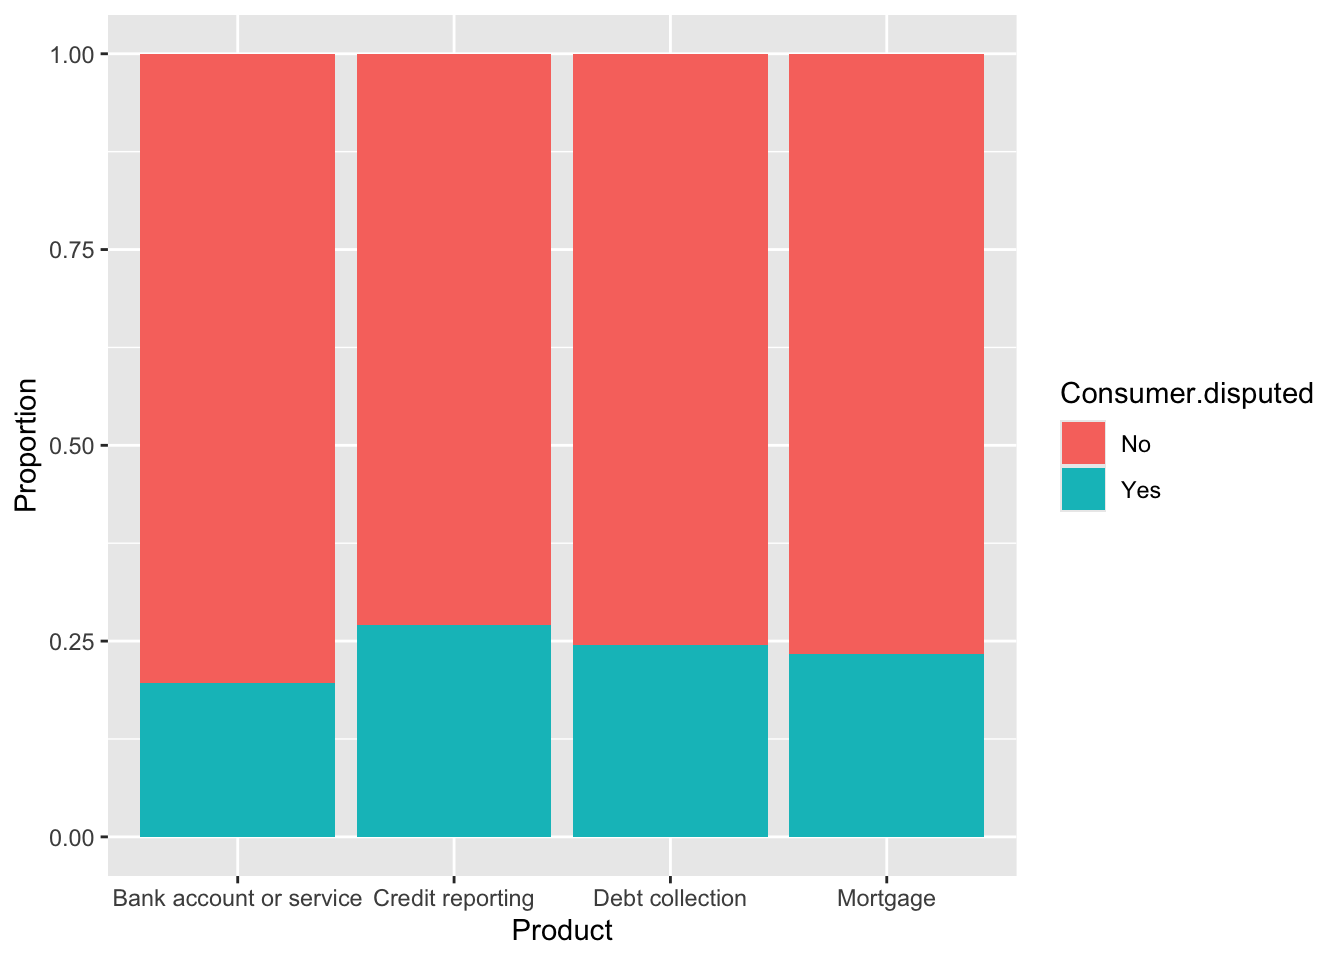 1.00
0.75
0.50
0.25
0.00
Proportion
Bank account or service Credit reporting Debt collection Mortgage
Product
Consumer.disputed
No
Yes